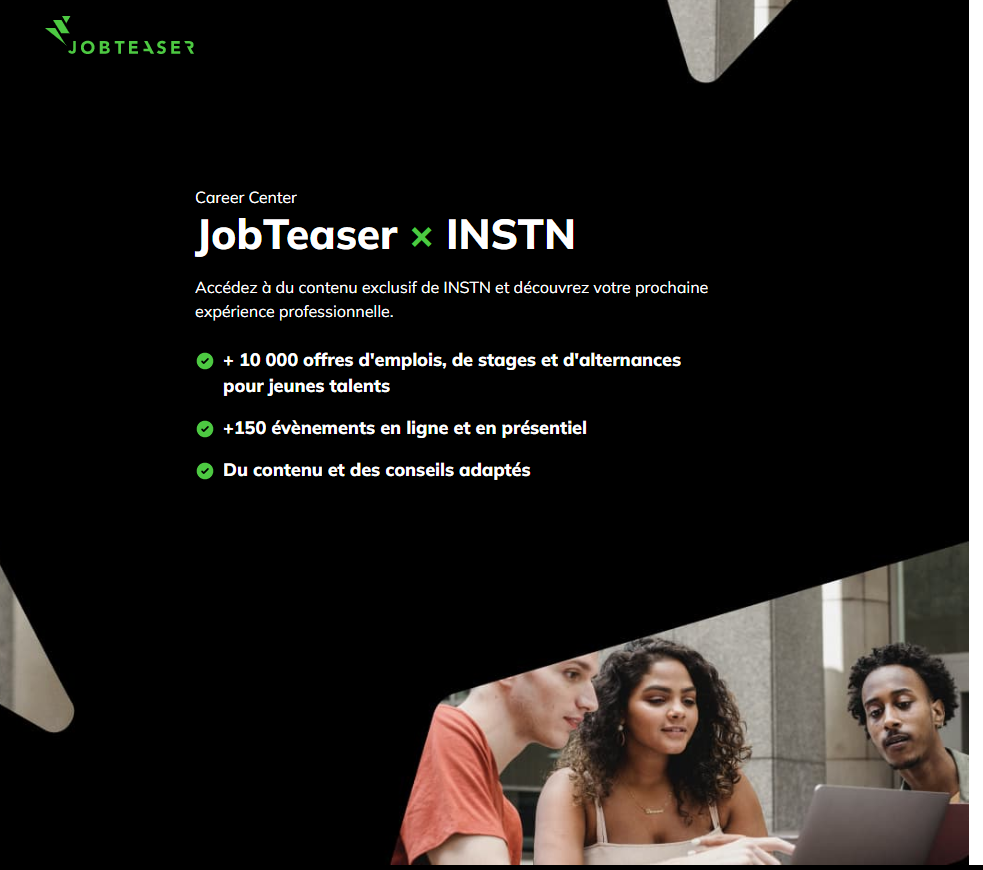 JOBTEASER
Career Center
JobTeaser × INSTN
Accédez à du contenu exclusif de INSTN et découvrez votre prochaine
expérience professionnelle.
+ 10 000 offres d'emplois, de stages et d'alternances
pour jeunes talents
+150 évènements en ligne et en présentiel
Du contenu et des conseils adaptés